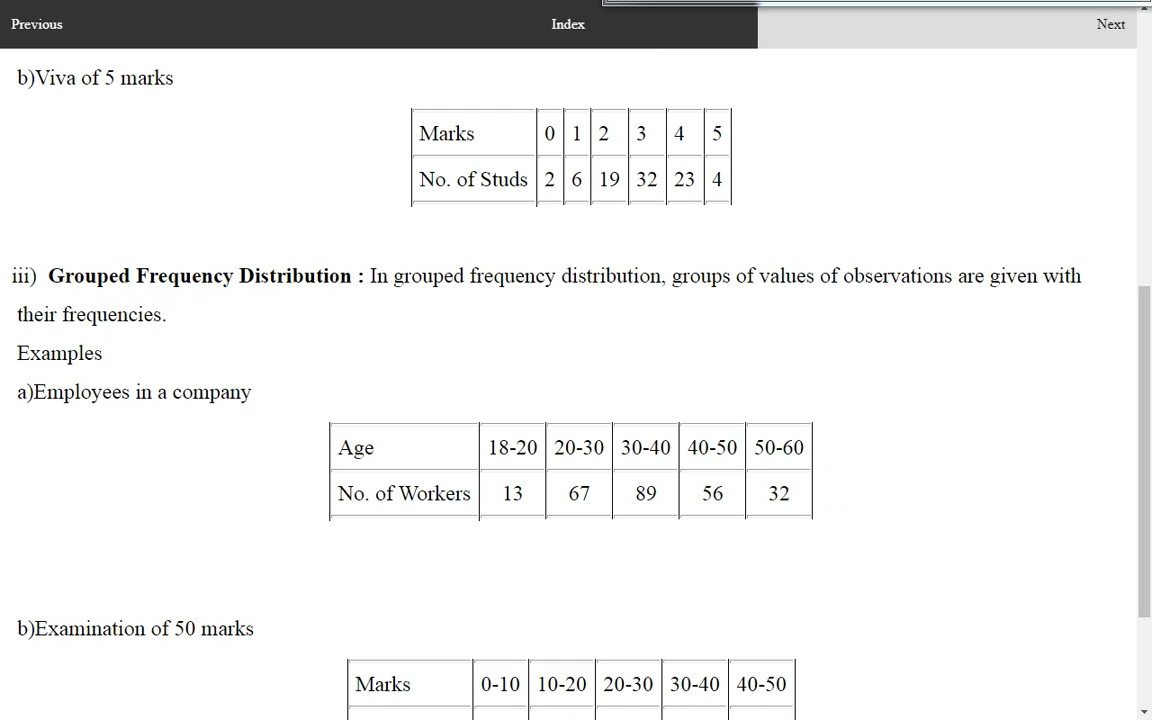 Previous Index Next
b)Viva of 5 marks
Marks 0 1 2 3 4 5
No. of Studs 2 6 19 32 23 4
iii) Grouped Frequency Distribution : In grouped frequency distribution, groups of values of observations are given with
their frequencies.
Examples
a)Employees in a company
Age 18-20 20-30 30-40 40-50 50-60
No. of Workers 13 67 89 56 32
b)Examination of 50 marks
Marks 0-10 10-20 20-30 30-40 40-50